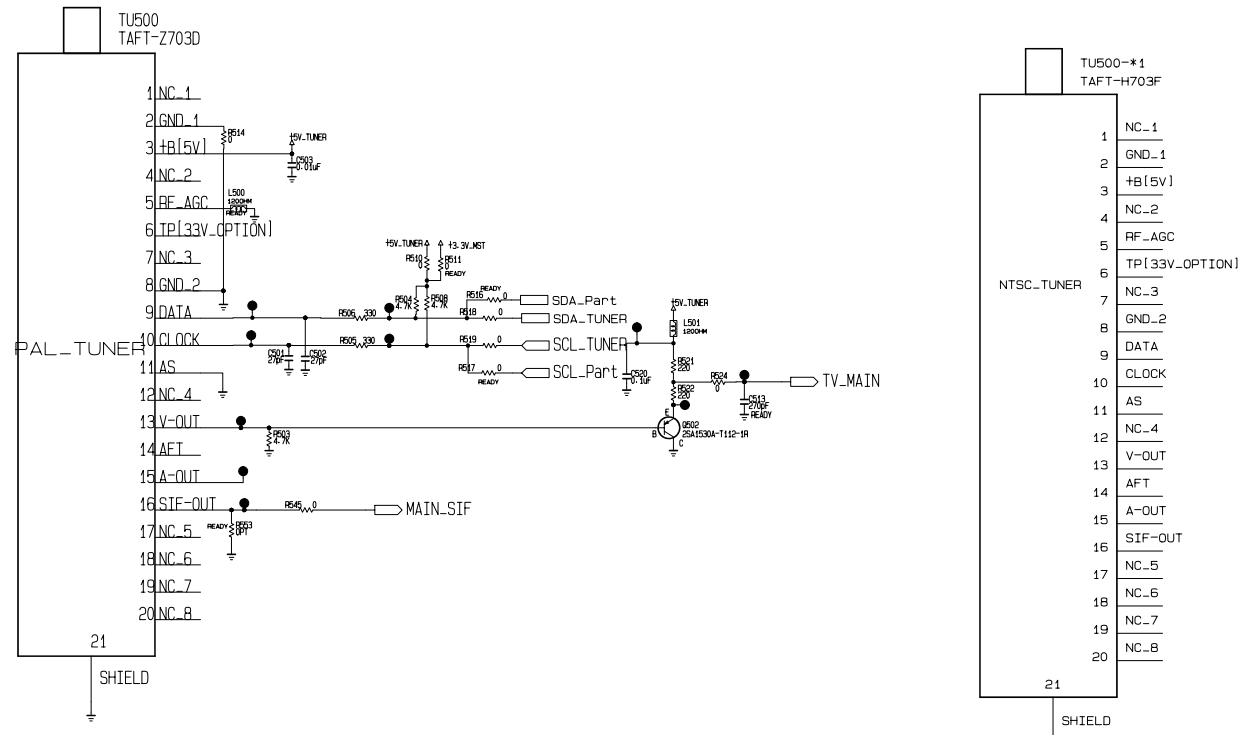 TU500
TAFT-Z703D
1 NC_1
2 GND_1
3 +B[5V]
4 NC_2
5 RF_AGC
6 TP[33V_OPTION]
7 NC_3
8 GND_2
9 DATA
10 CLOCK
11 AS
12 NC_4
13 V-OUT
14 AFT
15 A-OUT
16 SIF-OUT
17 NC_5
18 NC_6
19 NC_7
20 NC_8
PAL_TUNER
21
SHIELD
R514
0
+5V_TUNER
C503
0.01uF
L500
120OHM
READY
+5V_TUNER
+3.3V_MST
R510
0
R511
0
READY
R504
4.7K
R508
4.7K
READY
R516 0
SDA_Part
R506 330
R518 0
SDA_TUNER
R505 330
R519 0
SCL_TUNER
R517 0
READY
SCL_Part
C501
27pF
C502
27pF
+5V_TUNER
L501
120OHM
C520
0.1uF
R521
220
R522
220
R524
0
TV_MAIN
C513
270pF
READY
E
B
C
Q502
2SA1530A-T112-1R
R503
4.7K
R545 0
MAIN_SIF
READY
R553
OPT
TU500-*1
TAFT-H703F
NTSC_TUNER
1 NC_1
2 GND_1
3 +B[5V]
4 NC_2
5 RF_AGC
6 TP[33V_OPTION]
7 NC_3
8 GND_2
9 DATA
10 CLOCK
11 AS
12 NC_4
13 V-OUT
14 AFT
15 A-OUT
16 SIF-OUT
17 NC_5
18 NC_6
19 NC_7
20 NC_8
21
SHIELD